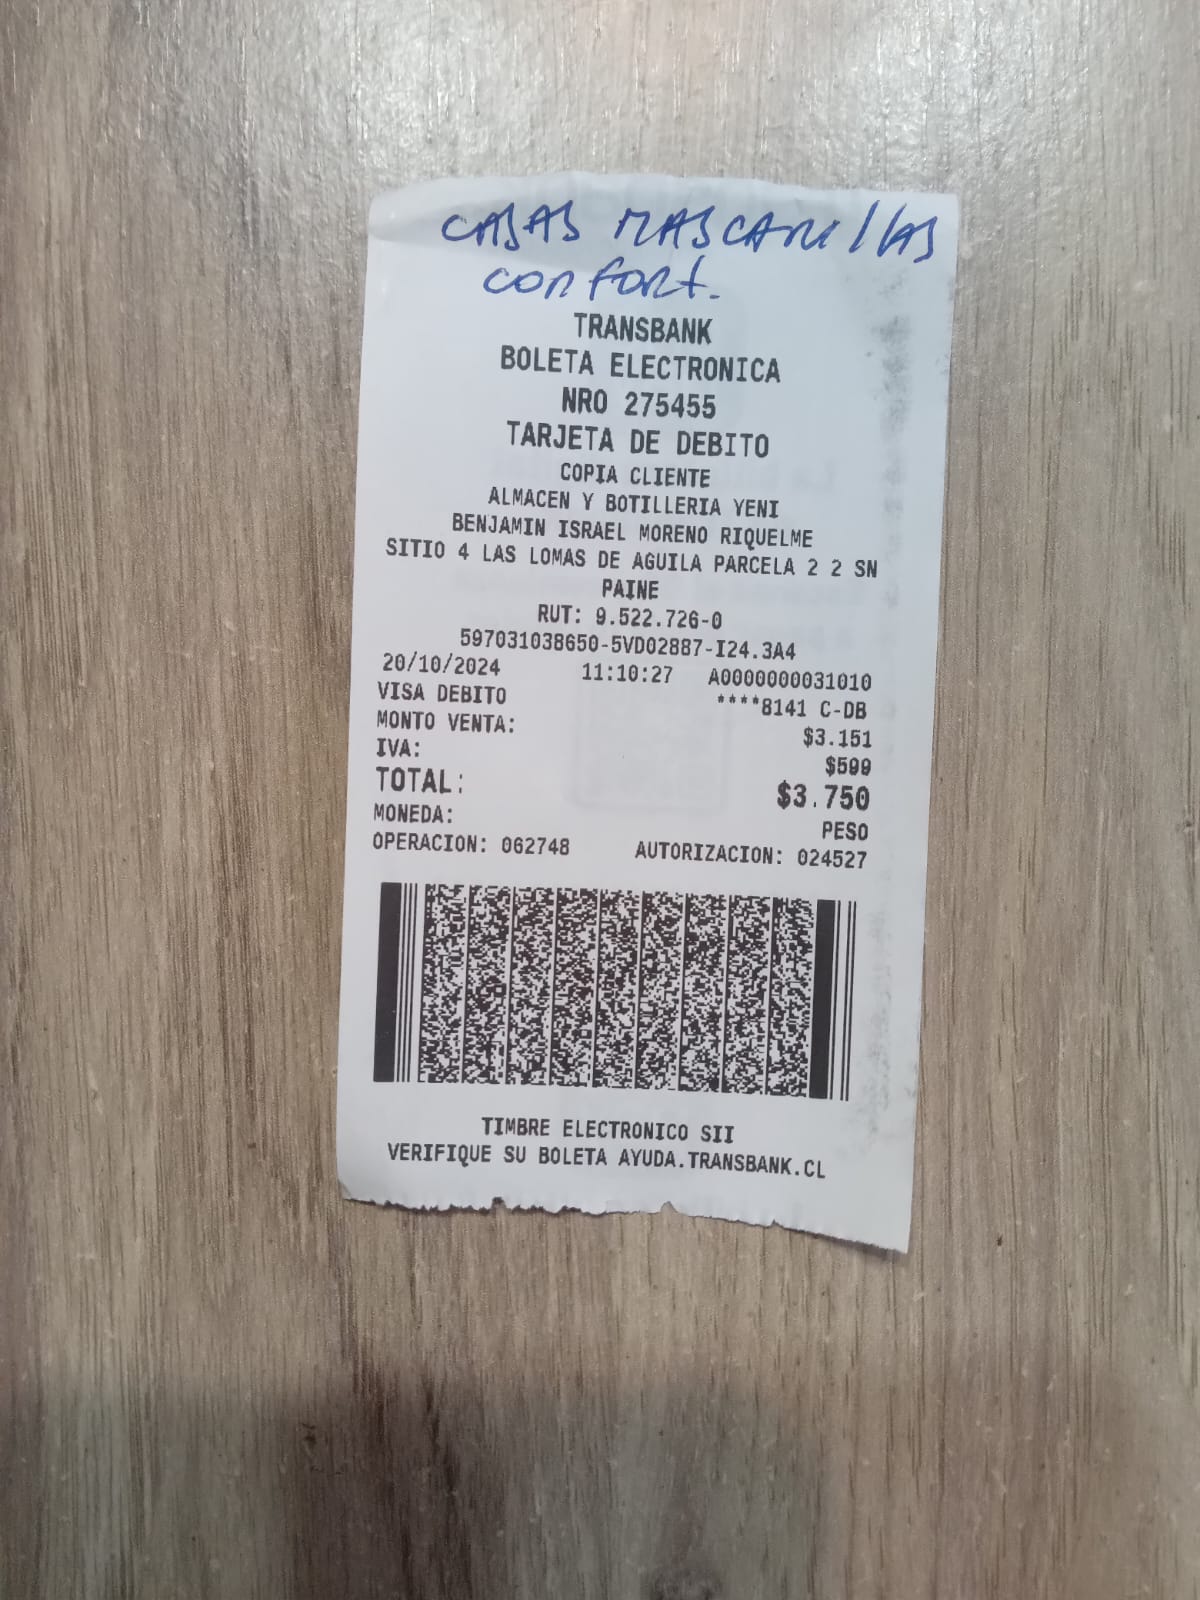 CASAS MASCARILLAS
CONFORT.
TRANSBANK
BOLETA ELECTRONICA
NRO 275455
TARJETA DE DEBITO
COPIA CLIENTE
ALMACEN Y BOTILLERIA YENI
BENJAMIN ISRAEL MORENO RIQUELME
SITIO 4 LAS LOMAS DE AGUILA PARCELA 2 2 SN
PAINE
RUT: 9.522.726-0
597031038650-5VD02887-I24.3A4
20/10/2024 11:10:27 A0000000031010
VISA DEBITO ****8141 C-DB
MONTO VENTA: $3.151
IVA: $599
TOTAL: $3.750
MONEDA: PESO
OPERACION: 062748 AUTORIZACION: 024527
TIMBRE ELECTRONICO SII
VERIFIQUE SU BOLETA AYUDA.TRANSBANK.CL